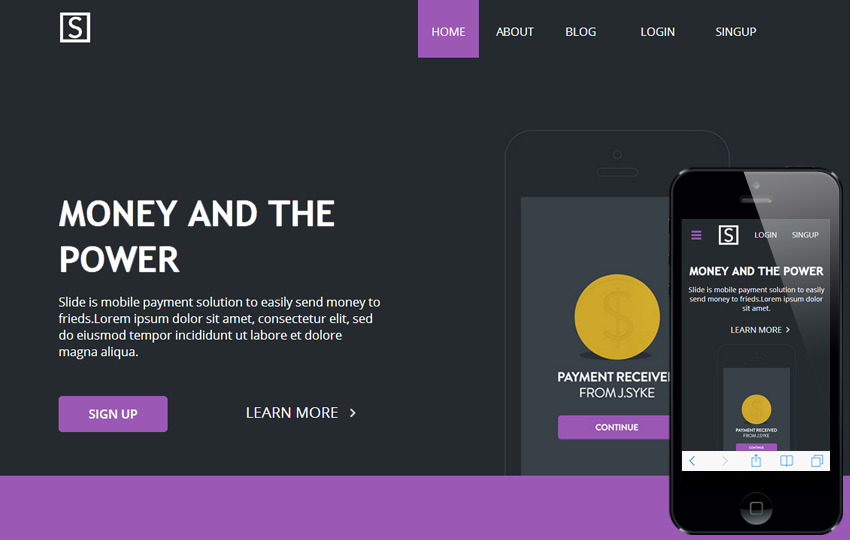 S
HOME ABOUT BLOG LOGIN SINGUP
MONEY AND THE
POWER
Slide is mobile payment solution to easily send money to
frieds.Lorem ipsum dolor sit amet, consectetur elit, sed
do eiusmod tempor incididunt ut labore et dolore
magna aliqua.
SIGN UP
LEARN MORE
$
PAYMENT RECEIVE
FROM J.SYKE
CONTINUE
S
LOGIN SINGUP
MONEY AND THE POWER
Slide is mobile payment solution to easily
send money to frieds.Lorem ipsum dolor
sit amet.
LEARN MORE
$
PAYMENT RECEIVED
FROM J.SYKE
CONTINUE